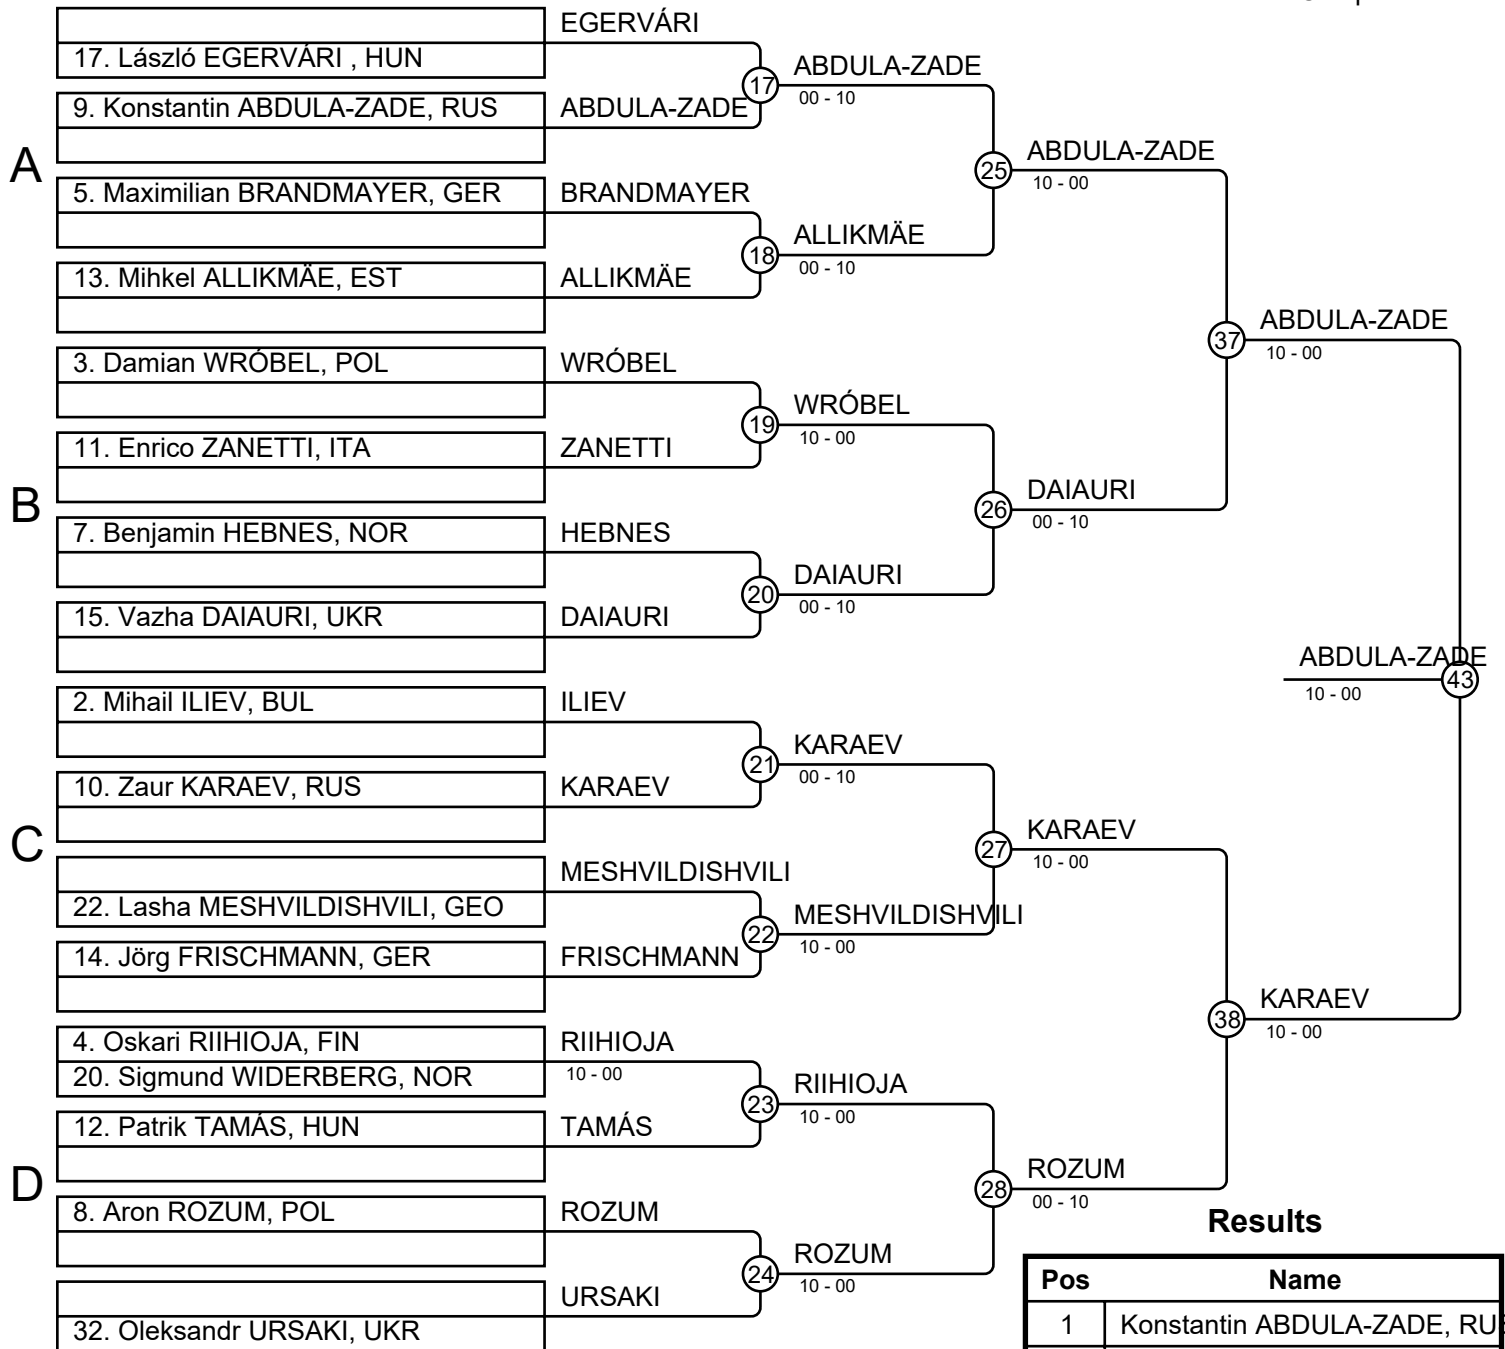 EGERVÁRI
17. László EGERVÁRI , HUN
ABDULA-ZADE
17
00 - 10
9. Konstantin ABDULA-ZADE, RUS
ABDULA-ZADE
A
ABDULA-ZADE
25
10 - 00
5. Maximilian BRANDMAYER, GER
BRANDMAYER
ALLIKMÄE
18
00 - 10
13. Mihkel ALLIKMÄE, EST
ALLIKMÄE
ABDULA-ZADE
37
10 - 00
3. Damian WRÓBEL, POL
WRÓBEL
WRÓBEL
19
10 - 00
11. Enrico ZANETTI, ITA
ZANETTI
B
DAIAURI
26
00 - 10
7. Benjamin HEBNES, NOR
HEBNES
DAIAURI
20
00 - 10
15. Vazha DAIAURI, UKR
DAIAURI
ABDULA-ZADE
43
10 - 00
2. Mihail ILIEV, BUL
ILIEV
KARAEV
21
00 - 10
10. Zaur KARAEV, RUS
KARAEV
C
KARAEV
27
10 - 00
MESHVILDISHVILI
22. Lasha MESHVILDISHVILI, GEO
MESHVILDISHVILI
22
10 - 00
14. Jörg FRISCHMANN, GER
FRISCHMANN
KARAEV
38
10 - 00
4. Oskari RIIHIOJA, FIN
RIIHIOJA
20. Sigmund WIDERBERG, NOR
10 - 00
RIIHIOJA
23
10 - 00
12. Patrik TAMÁS, HUN
TAMÁS
D
ROZUM
28
00 - 10
8. Aron ROZUM, POL
ROZUM
ROZUM
24
10 - 00
URSAKI
32. Oleksandr URSAKI, UKR
Results
Pos Name
1 Konstantin ABDULA-ZADE, RUS